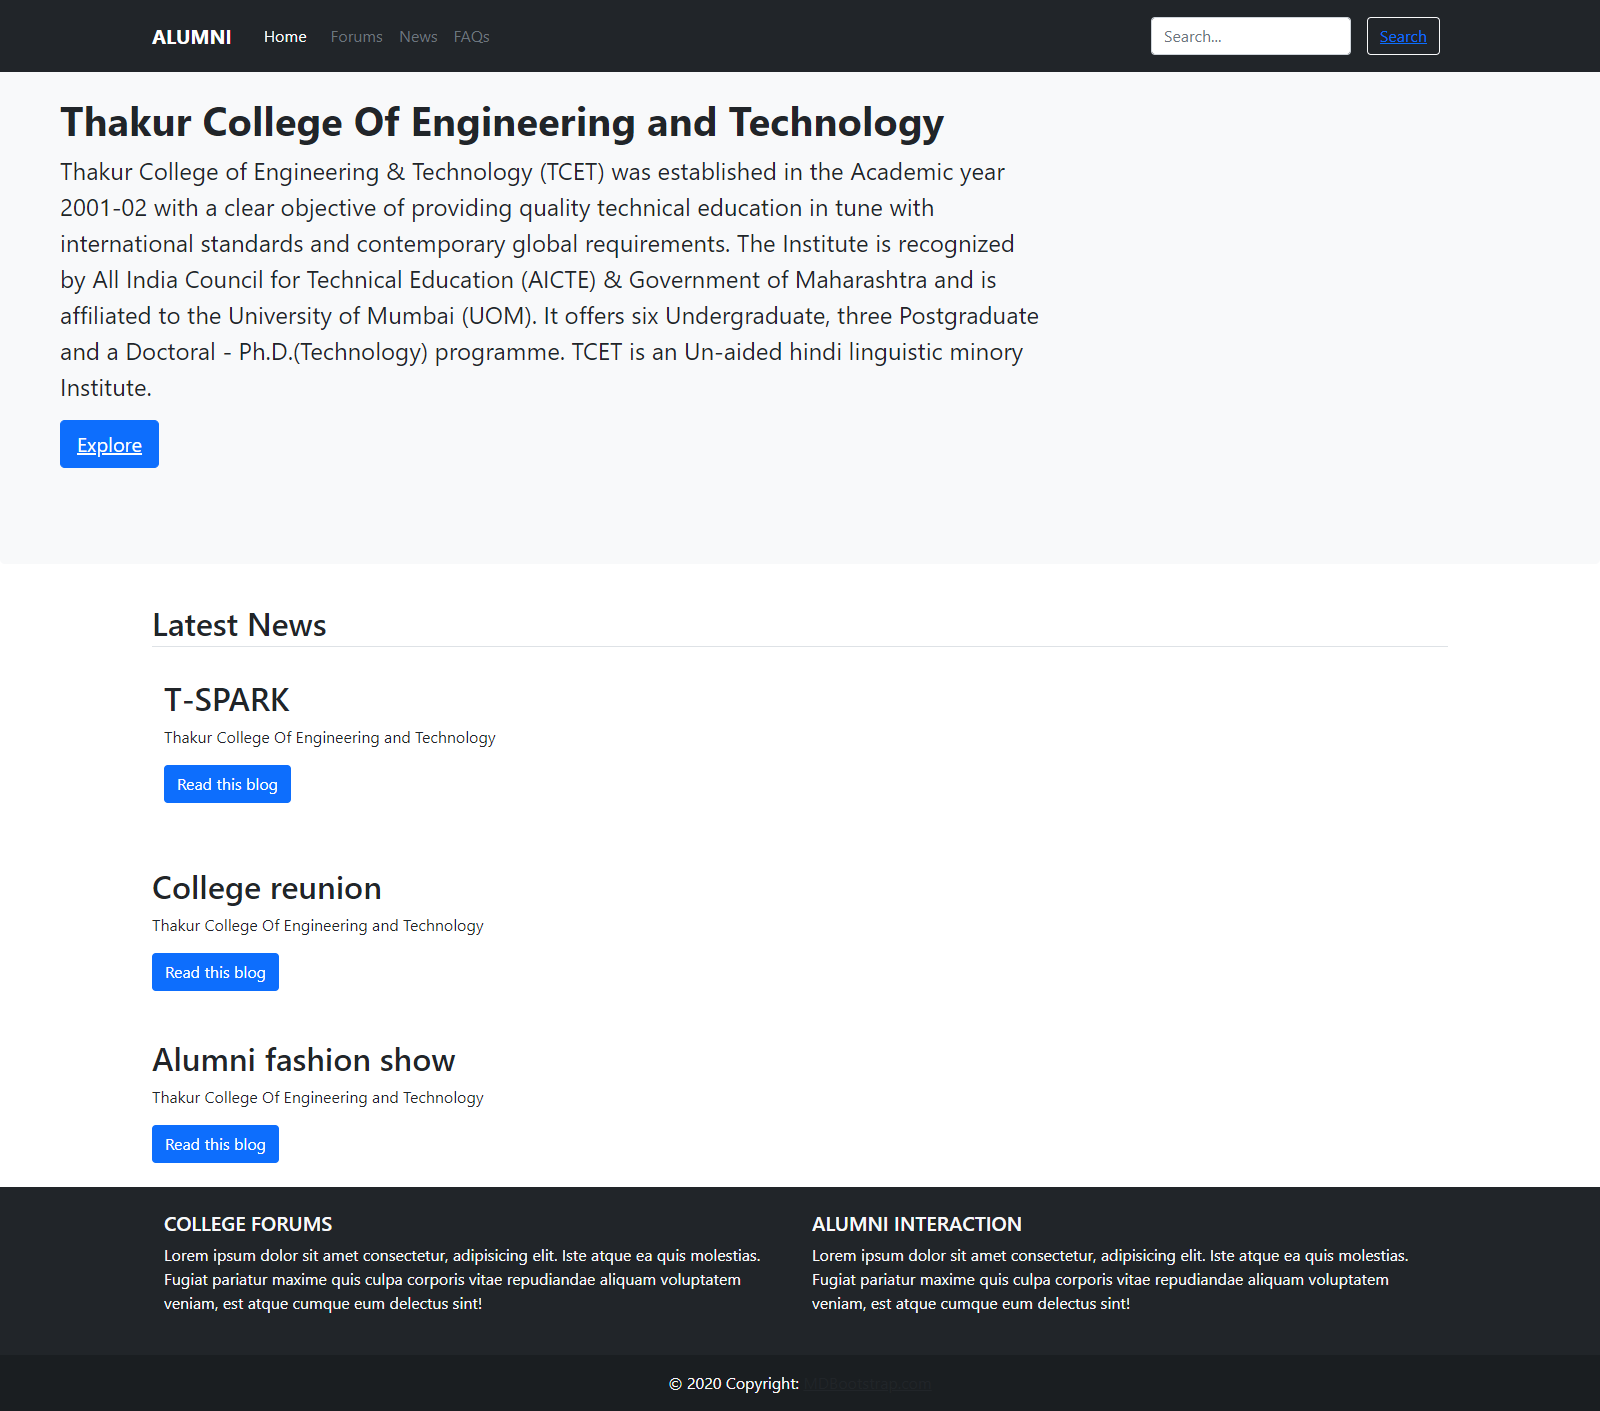 ALUMNI Home Forums News FAQs Search... Search
Thakur College Of Engineering and Technology
Thakur College of Engineering & Technology (TCET) was established in the Academic year
2001-02 with a clear objective of providing quality technical education in tune with
international standards and contemporary global requirements. The Institute is recognized
by All India Council for Technical Education (AICTE) & Government of Maharashtra and is
affiliated to the University of Mumbai (UOM). It offers six Undergraduate, three Postgraduate
and a Doctoral - Ph.D.(Technology) programme. TCET is an Un-aided hindi linguistic minory
Institute.
Explore
Latest News
T-SPARK
Thakur College Of Engineering and Technology
Read this blog
College reunion
Thakur College Of Engineering and Technology
Read this blog
Alumni fashion show
Thakur College Of Engineering and Technology
Read this blog
COLLEGE FORUMS
Lorem ipsum dolor sit amet consectetur, adipisicing elit. Iste atque ea quis molestias.
Fugiat pariatur maxime quis culpa corporis vitae repudiandae aliquam voluptatem
veniam, est atque cumque eum delectus sint!
ALUMNI INTERACTION
Lorem ipsum dolor sit amet consectetur, adipisicing elit. Iste atque ea quis molestias.
Fugiat pariatur maxime quis culpa corporis vitae repudiandae aliquam voluptatem
veniam, est atque cumque eum delectus sint!
© 2020 Copyright: MDBootstrap.com